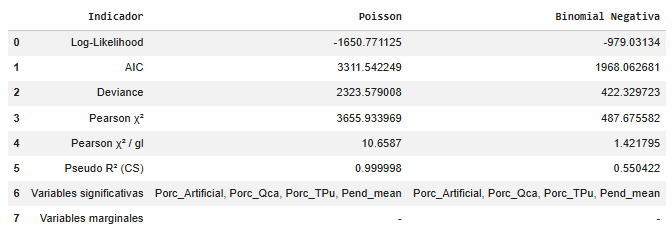 Indicador Poisson Binomial Negativa
0 Log-Likelihood -1650.771125 -979.03134
1 AIC 3311.542249 1968.062681
2 Deviance 2323.579008 422.329723
3 Pearson χ² 3655.933969 487.675582
4 Pearson χ² / gl 10.6587 1.421795
5 Pseudo R² (CS) 0.999998 0.550422
6 Variables significativas Porc_Artificial, Porc_Qca, Porc_TPu, Pend_mean Porc_Artificial, Porc_Qca, Porc_TPu, Pend_mean
7 Variables marginales - -